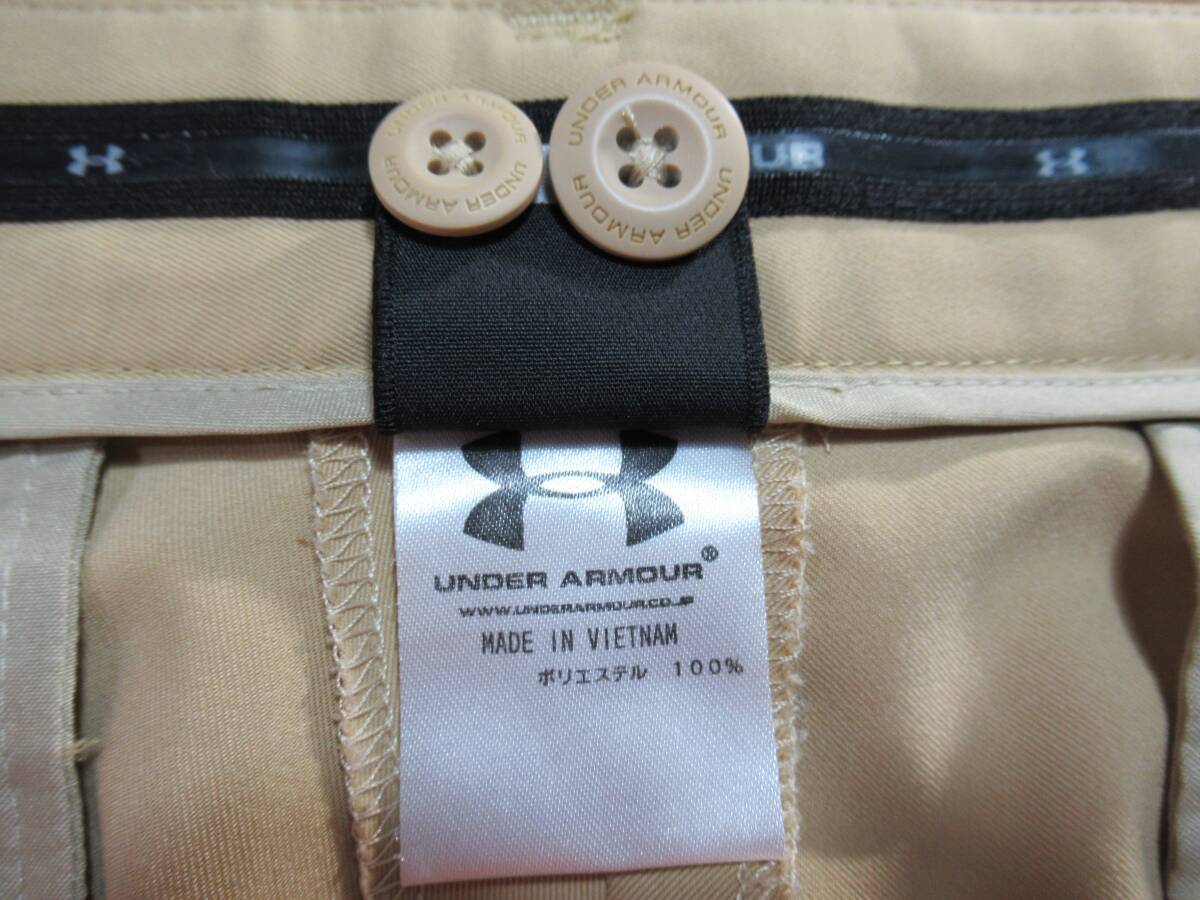 UNDER ARMOUR UNDER ARMOUR
UNDER ARMOUR UNDER ARMOUR
UR
UNDER ARMOUR®
WWW.UNDERARMOUR.CO.JP
MADE IN VIETNAM
ポリエステル 100%